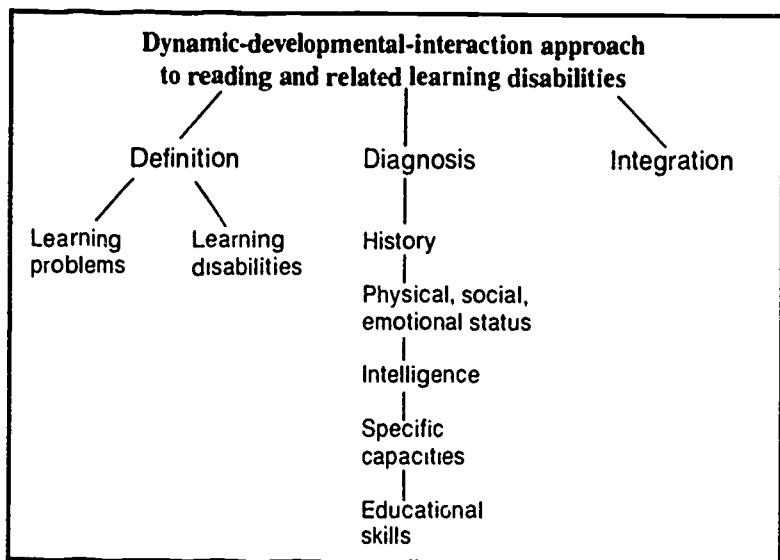 Dynamic-developmental-interaction approach
to reading and related learning disabilities
Definition
Diagnosis
Integration
Learning
problems
Learning
disabilities
History
Physical, social,
emotional status
Intelligence
Specific
capacities
Educational
skills